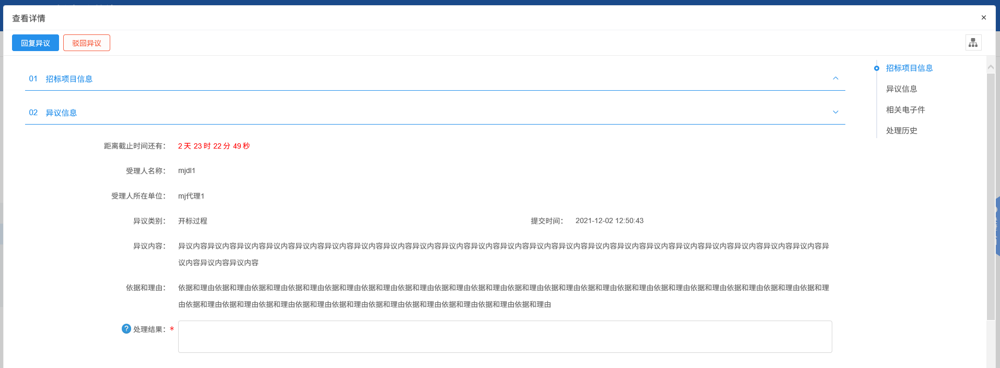 查看详情
×
回复异议
驳回异议
01 招标项目信息
02 异议信息
距离截止时间还有： 2 天 23 时 22 分 49 秒
受理人名称： mjdl1
受理人所在单位： mj代理1
异议类别： 开标过程 提交时间： 2021-12-02 12:50:43
异议内容： 异议内容异议内容异议内容异议内容异议内容异议内容异议内容异议内容异议内容异议内容异议内容异议内容异议内容异议内容异议内容异议内容异议内容异议内容异议内容异议内容异议内容异议内容异
议内容异议内容异议内容
依据和理由： 依据和理由依据和理由依据和理由依据和理由依据和理由依据和理由依据和理由依据和理由依据和理由依据和理由依据和理由依据和理由依据和理由依据和理由依据和理由依据和理由依据和理由依据和理
由依据和理由依据和理由依据和理由依据和理由依据和理由依据和理由依据和理由依据和理由依据和理由依据和理由
? 处理结果：*
招标项目信息
异议信息
相关电子件
处理历史